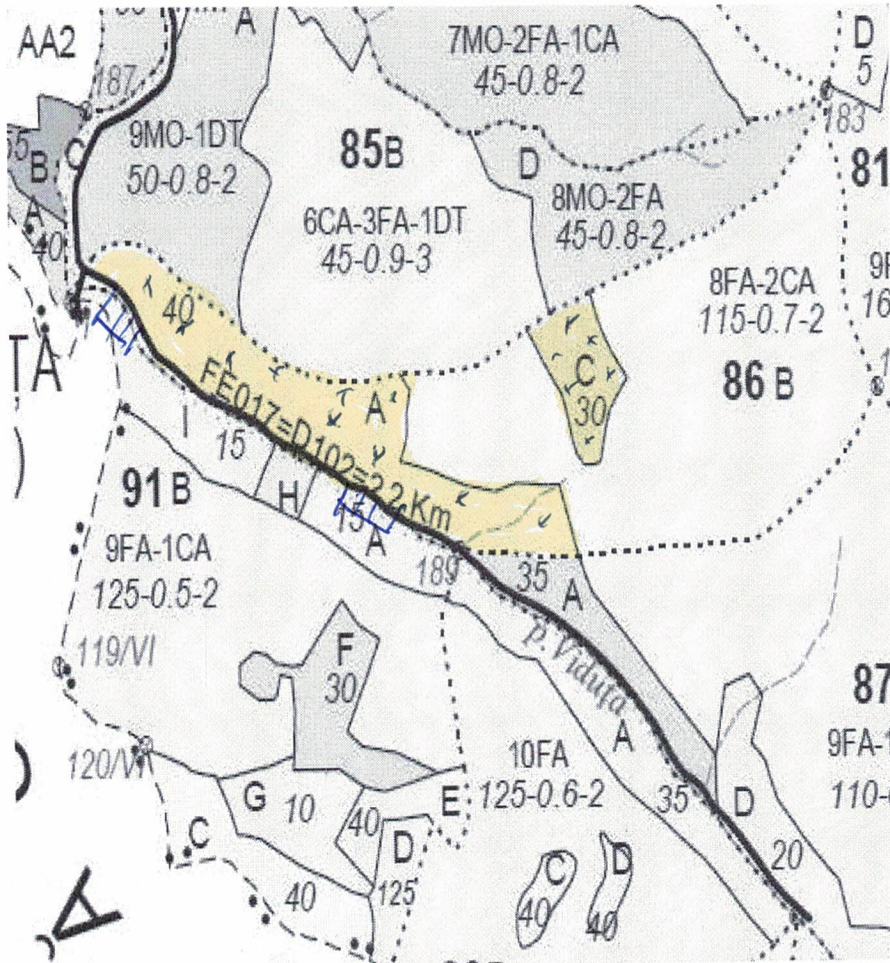 A
7MO-2FA-1CA
45-0.8-2
D
5
AA2
187
183
9MO-1DT
50-0.8-2
C
B
85B
D
81
8MO-2FA
45-0.8-2
A
40
6CA-3FA-1DT
45-0.9-3
8FA-2CA
115-0.7-2
16
40
86 B
C
30
A
TA
FE017=D102=2,2 Km
I
15
91 B
H
15
A
9FA-1CA
125-0.5-2
189
35
A
p. Viduța
119/VI
F
30
87
A
10FA
125-0.6-2
9FA-1
110-
120/VI
G
10
40
E
35
D
C
D
125
20
40
C
40
D
40
A